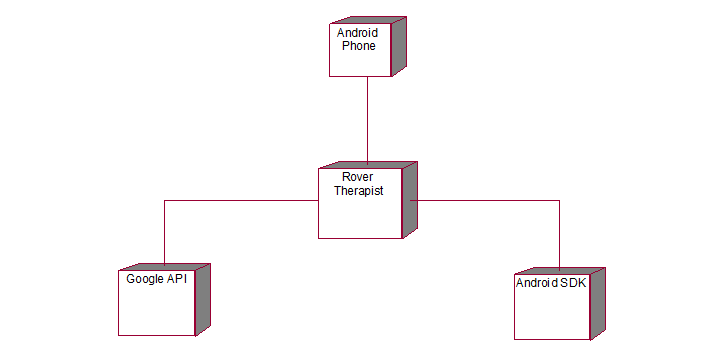 Android
Phone
Rover
Therapist
Google API
Android SDK